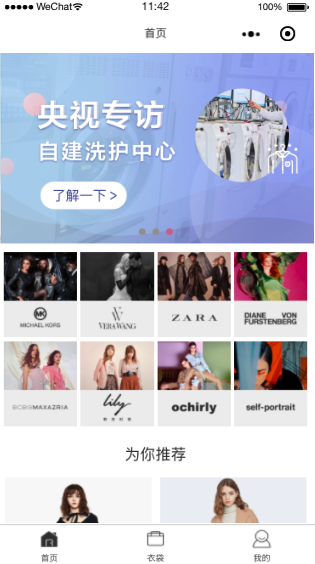 WeChat
11:42
100%
首页
央视专访
自建洗护中心
了解一下 >
MICHAEL KORS
VERA WANG
ZARA
DIANE VON
FURSTENBERG
BCBGMAXAZRIA
lily
ochirly
self-portrait
为你推荐
首页
衣袋
我的